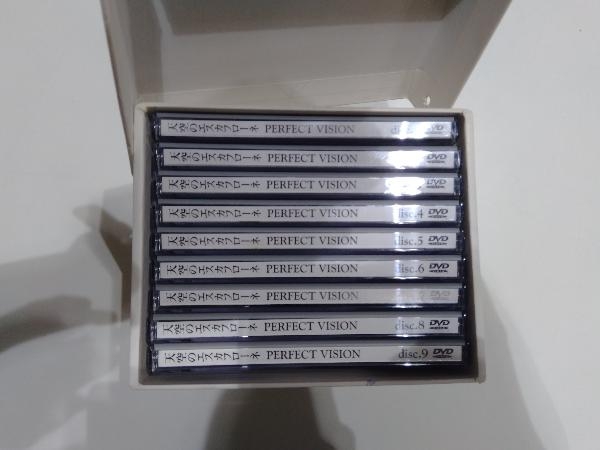 天空のエスカフローネ PERFECT VISION disc. DVD
天空のエスカフローネ PERFECT VISION DVD
天空のエスカフローネ PERFECT VISION DVD
天空のエスカフローネ PERFECT VISION disc.4 DVD
天空のエスカフローネ PERFECT VISION disc.5 DVD
天空のエスカフローネ PERFECT VISION disc.6 DVD
天空のエスカフローネ PERFECT VISION DVD
天空のエスカフローネ PERFECT VISION disc.8 DVD
天空のエスカフローネ PERFECT VISION disc.9 DVD